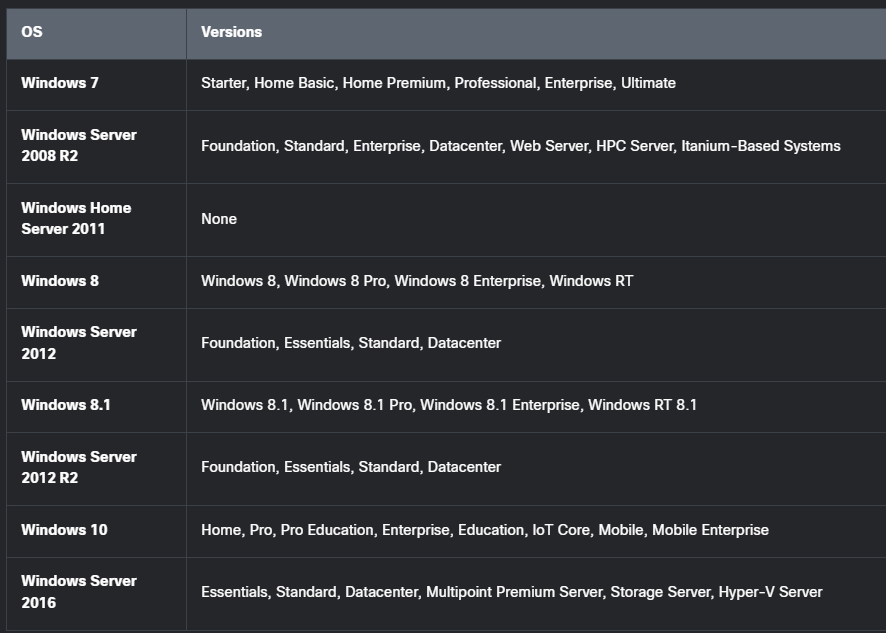 OS Versions
Windows 7 Starter, Home Basic, Home Premium, Professional, Enterprise, Ultimate
Windows Server
2008 R2
Foundation, Standard, Enterprise, Datacenter, Web Server, HPC Server, Itanium-Based Systems
Windows Home
Server 2011
None
Windows 8 Windows 8, Windows 8 Pro, Windows 8 Enterprise, Windows RT
Windows Server
2012
Foundation, Essentials, Standard, Datacenter
Windows 8.1 Windows 8.1, Windows 8.1 Pro, Windows 8.1 Enterprise, Windows RT 8.1
Windows Server
2012 R2
Foundation, Essentials, Standard, Datacenter
Windows 10 Home, Pro, Pro Education, Enterprise, Education, IoT Core, Mobile, Mobile Enterprise
Windows Server
2016
Essentials, Standard, Datacenter, Multipoint Premium Server, Storage Server, Hyper-V Server